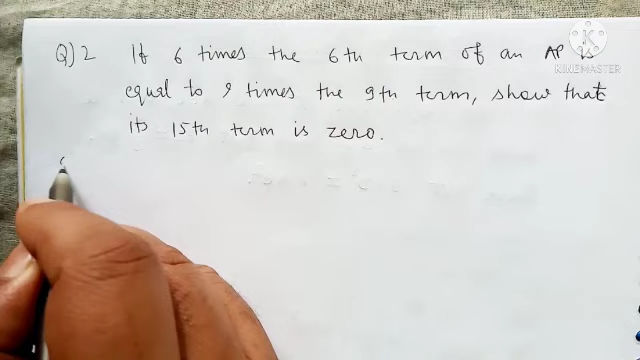 Q)2 If 6 times the 6th term of an AP is
KINEMASTER
equal to 9 times the 9th term, show that
its 15th term is zero.